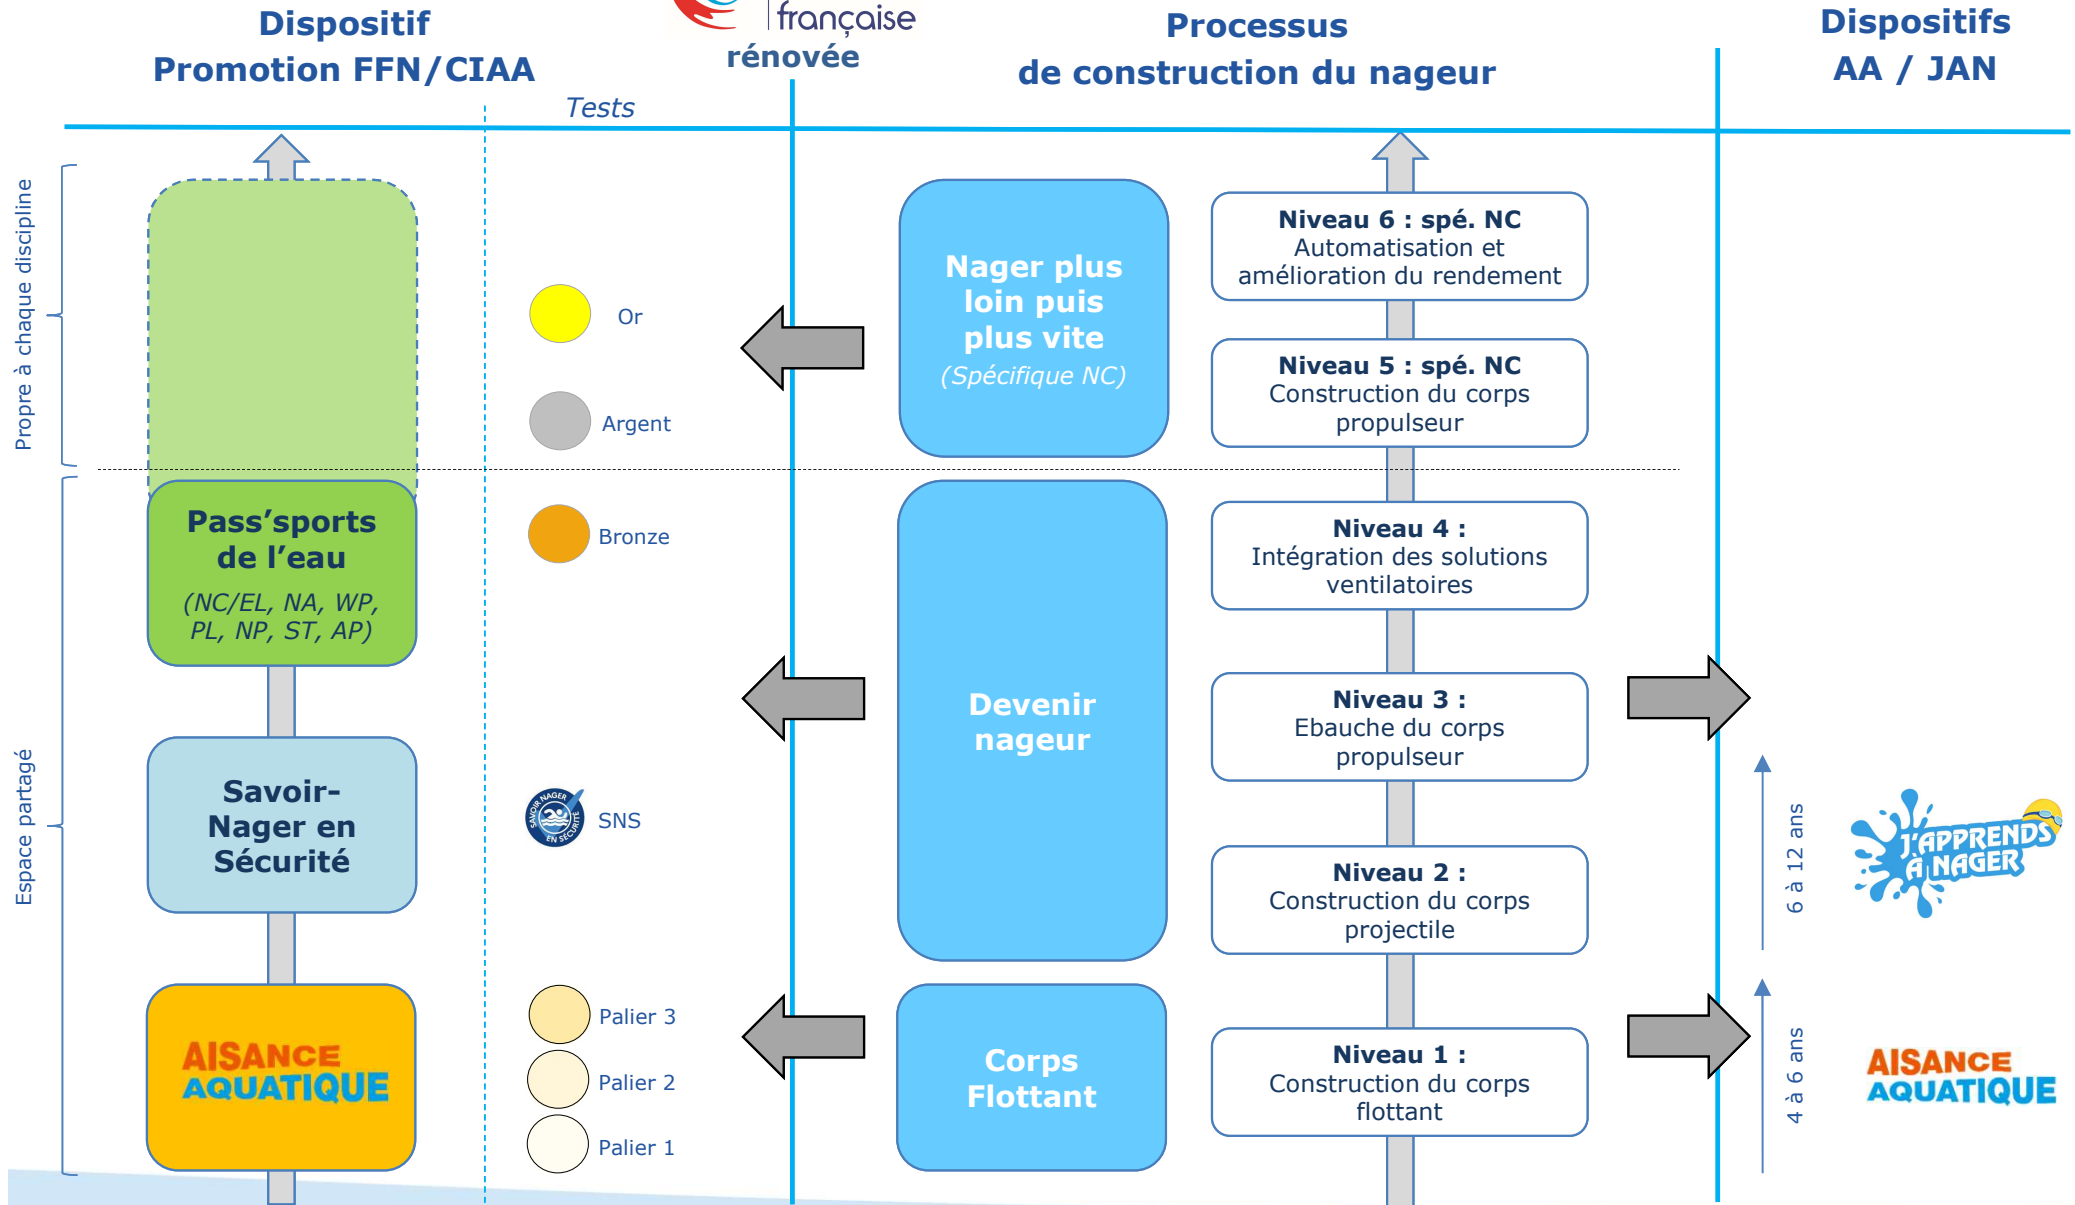 Dispositif
Promotion FFN/CIAA
Tests
française
rénovée
Processus
de construction du nageur
Dispositifs
AA / JAN
Propre à chaque discipline
Espace partagé
Pass’sports
de l’eau
(NC/EL, NA, WP,
PL, NP, ST, AP)
Savoir-
Nager en
Sécurité
AISANCE
AQUATIQUE
Or
Argent
Bronze
SAVOIR NAGER
EN SÉCURITÉ
SNS
Palier 3
Palier 2
Palier 1
Nager plus
loin puis
plus vite
(Spécifique NC)
Devenir
nageur
Corps
Flottant
Niveau 6 : spé. NC
Automatisation et
amélioration du rendement
Niveau 5 : spé. NC
Construction du corps
propulseur
Niveau 4 :
Intégration des solutions
ventilatoires
Niveau 3 :
Ebauche du corps
propulseur
Niveau 2 :
Construction du corps
projectile
Niveau 1 :
Construction du corps
flottant
6 à 12 ans
J'APPRENDS
À NAGER
4 à 6 ans
AISANCE
AQUATIQUE